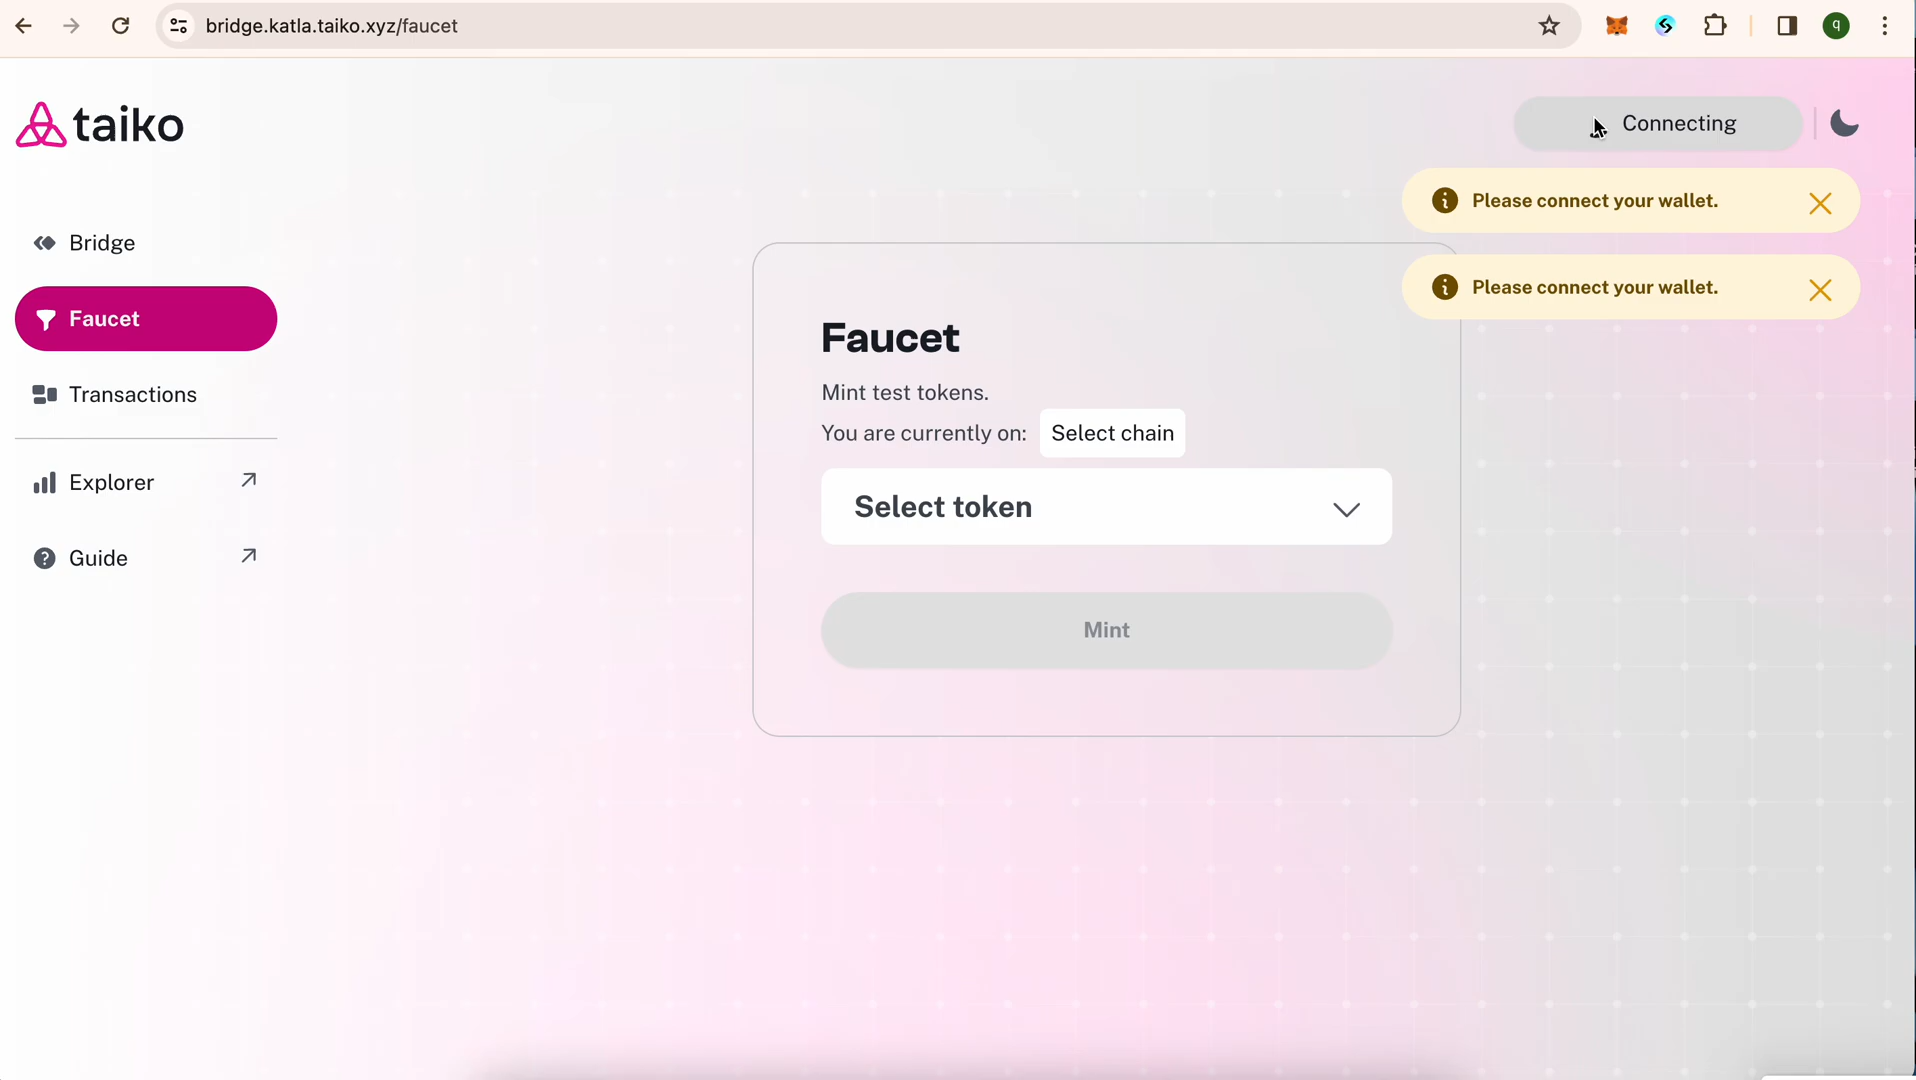 bridge.katla.taiko.xyz/faucet
q
taiko
Connecting
Please connect your wallet.
Please connect your wallet.
Bridge
Faucet
Transactions
Explorer
Guide
Faucet
Mint test tokens.
You are currently on: Select chain
Select token
Mint